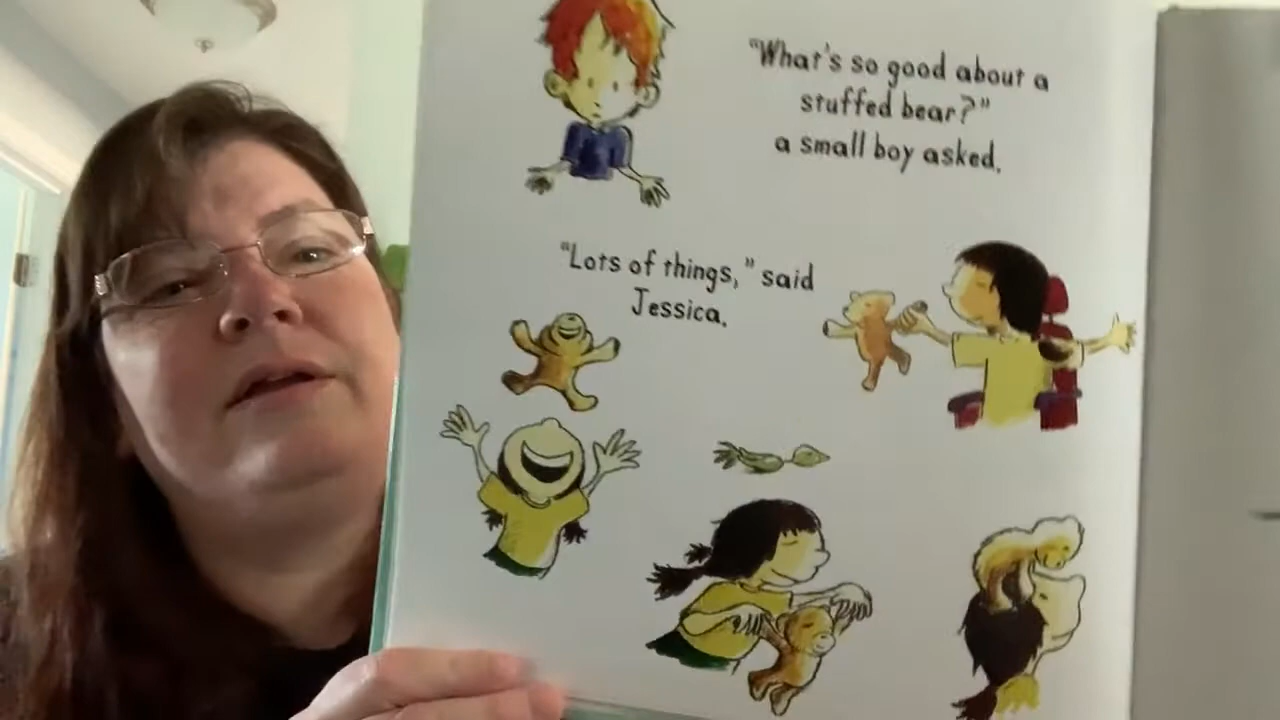 "What's so good about a
stuffed bear?"
a small boy asked.
"Lots of things," said
Jessica.